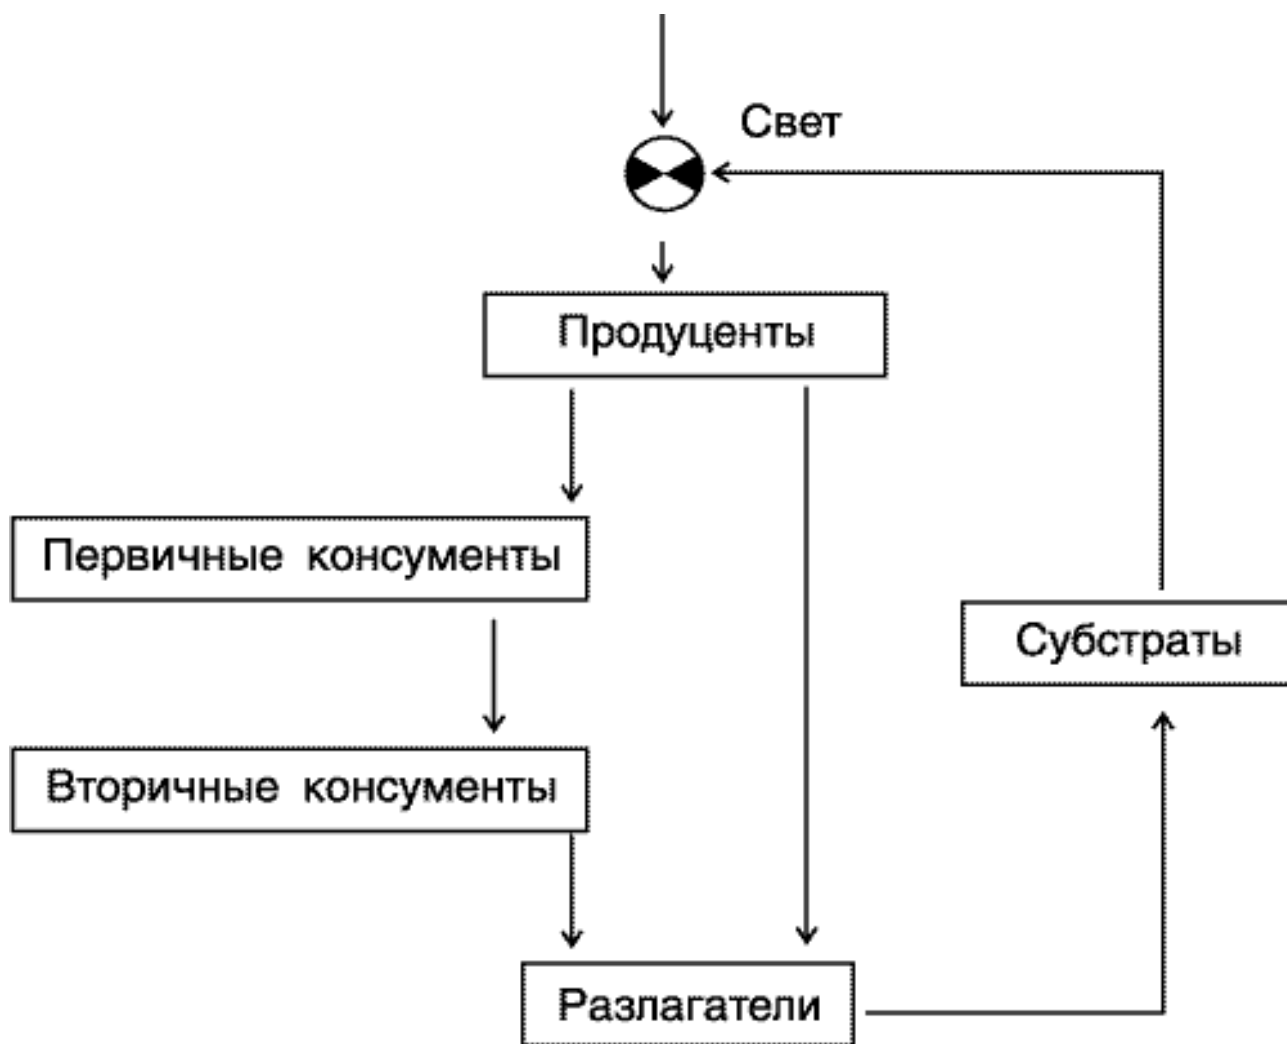 Свет
Продуценты
Первичные консументы
Субстраты
Вторичные консументы
Разлагатели